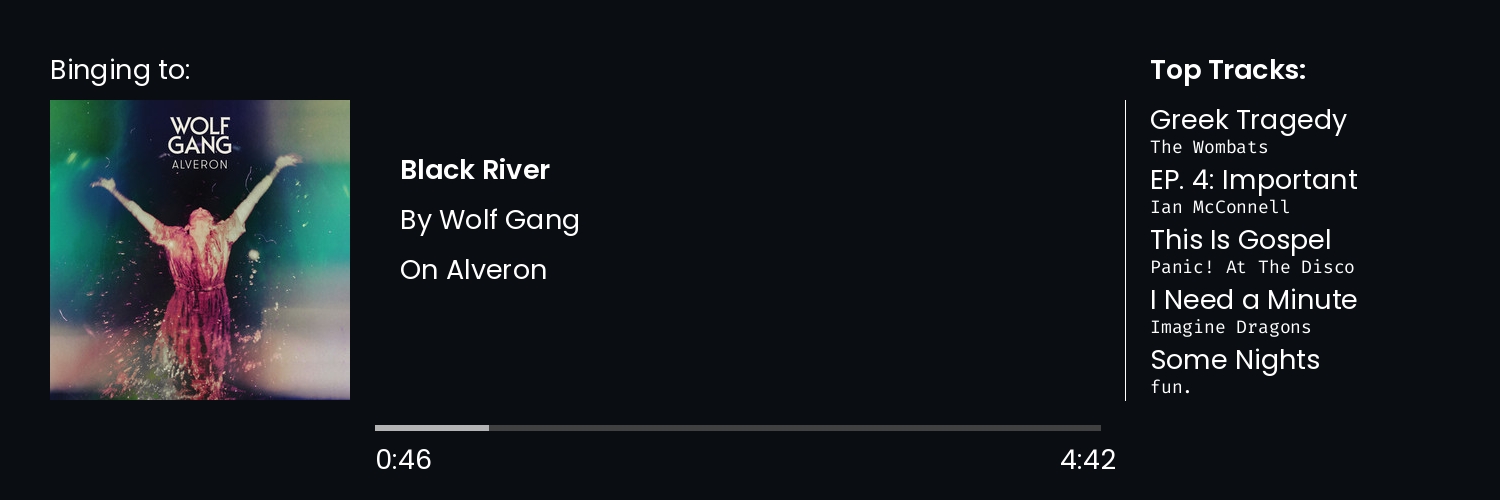 Binging to:
WOLF
GANG
ALVERON
Black River
By Wolf Gang
On Alveron
0:46
4:42
Top Tracks:
Greek Tragedy
The Wombats
EP. 4: Important
Ian McConnell
This Is Gospel
Panic! At The Disco
I Need a Minute
Imagine Dragons
Some Nights
fun.